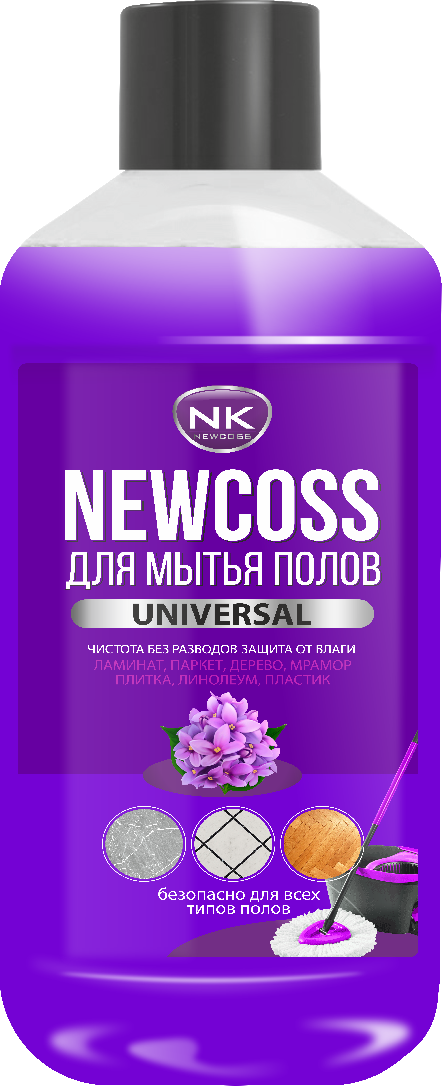 NK
NEWCOSS
NEWCOSS
ДЛЯ МЫТЬЯ ПОЛОВ
UNIVERSAL
ЧИСТОТА БЕЗ РАЗВОДОВ ЗАЩИТА ОТ ВЛАГИ
ЛАМИНАТ, ПАРКЕТ, ДЕРЕВО, МРАМОР
ПЛИТКА, ЛИНОЛЕУМ, ПЛАСТИК
безопасно для всех
типов полов